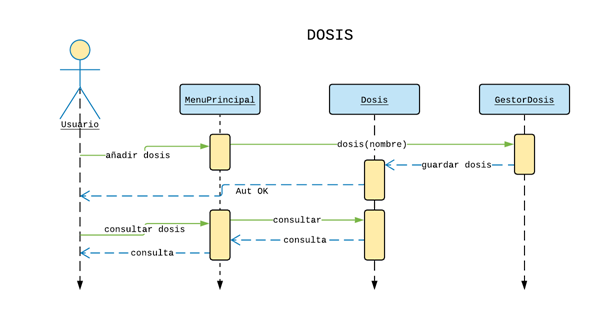 DOSIS
MenuPrincipal
Dosis
GestorDosis
Usuario
añadir dosis
dosis(nombre)
guardar dosis
Aut OK
consultar dosis
consultar
consulta
consulta